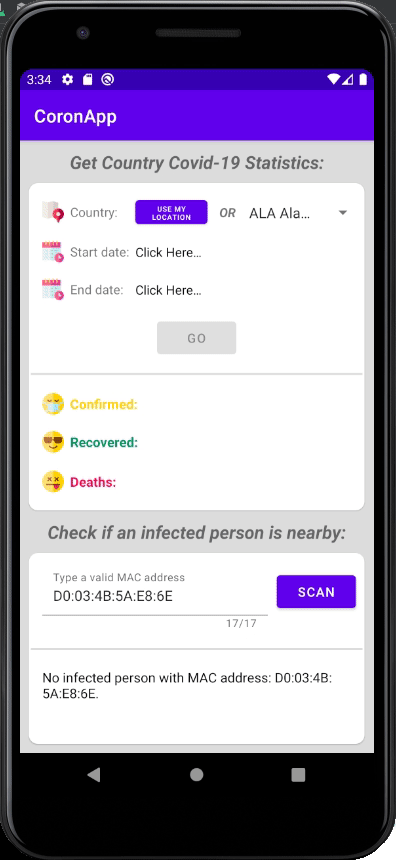 3:34
CoronApp
Get Country Covid-19 Statistics:
Country: USE MY LOCATION OR ALA Ala...
Start date: Click Here...
End date: Click Here...
GO
Confirmed:
Recovered:
Deaths:
Check if an infected person is nearby:
Type a valid MAC address
D0:03:4B:5A:E8:6E
SCAN
17/17
No infected person with MAC address: D0:03:4B:
5A:E8:6E.